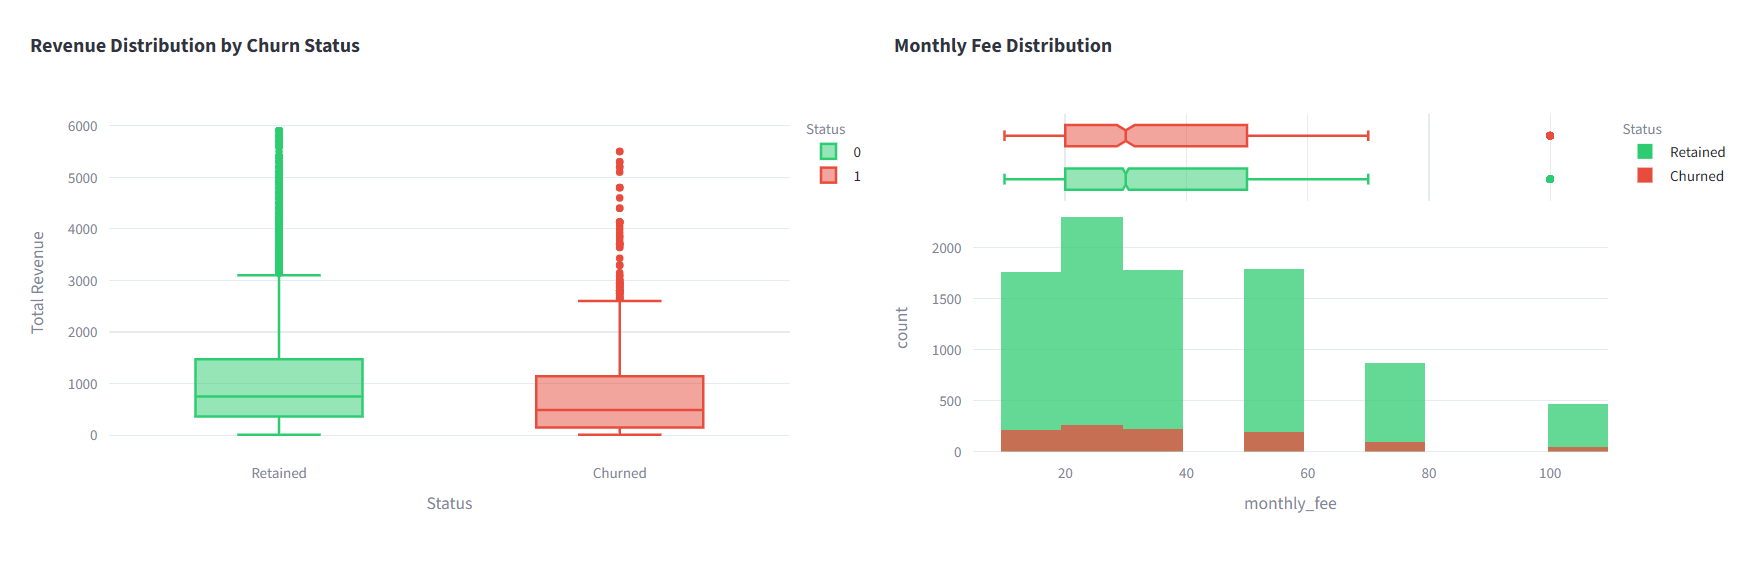 Revenue Distribution by Churn Status
6000
5000
4000
3000
2000
1000
0
Total Revenue
Retained
Churned
Status
Status
0
1
Monthly Fee Distribution
2000
1500
1000
500
0
count
20
40
60
80
100
monthly_fee
Status
Retained
Churned